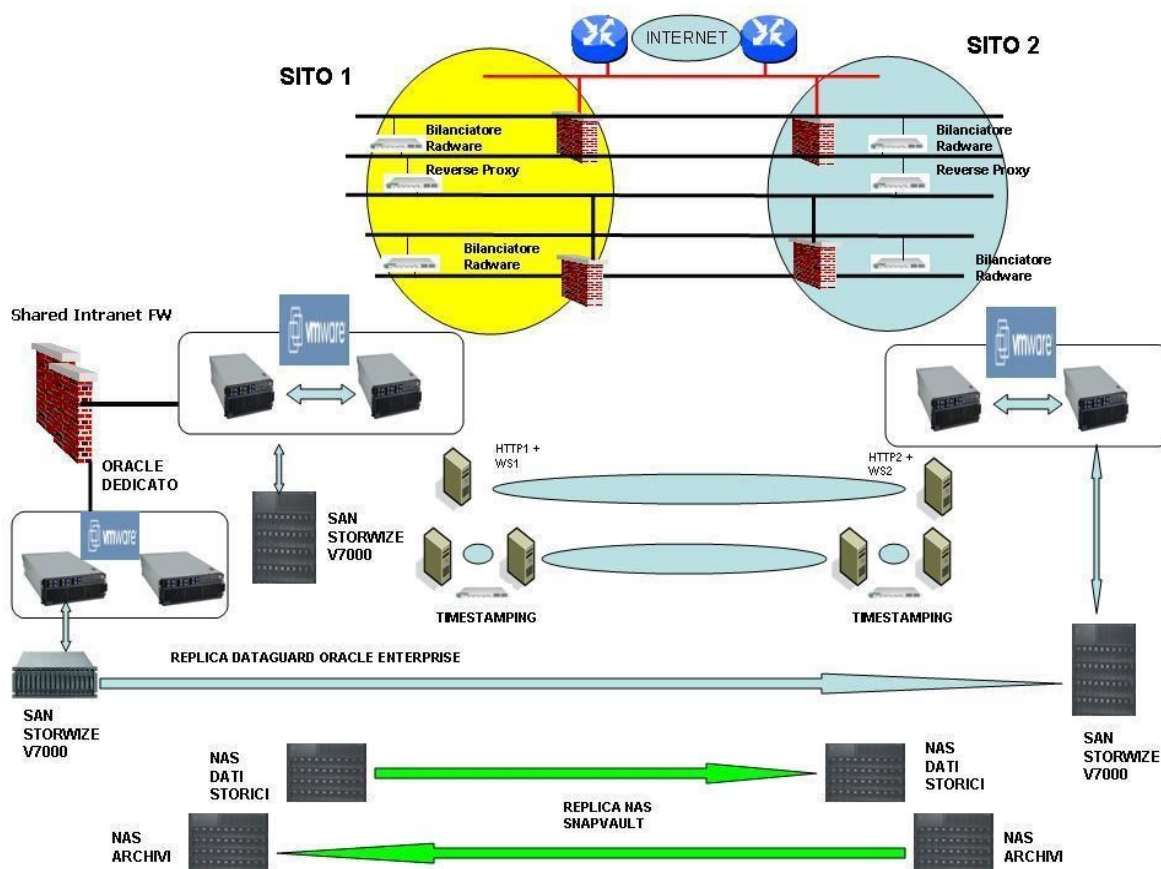 INTERNET
SITO 1
SITO 2
Bilanciatore
Radware
Bilanciatore
Radware
Reverse Proxy
Reverse Proxy
Bilanciatore
Radware
Bilanciatore
Radware
Shared Intranet FW
vmware
vmware
HTTP1 +
WS1
HTTP2 +
WS2
ORACLE
DEDICATO
vmware
SAN
STORWIZE
V7000
TIMESTAMPING
TIMESTAMPING
REPLICA DATAGUARD ORACLE ENTERPRISE
SAN
STORWIZE
V7000
SAN
STORWIZE
V7000
NAS
DATI
STORICI
NAS
DATI
STORICI
REPLICA NAS
SNAPVAULT
NAS
ARCHIVI
NAS
ARCHIVI